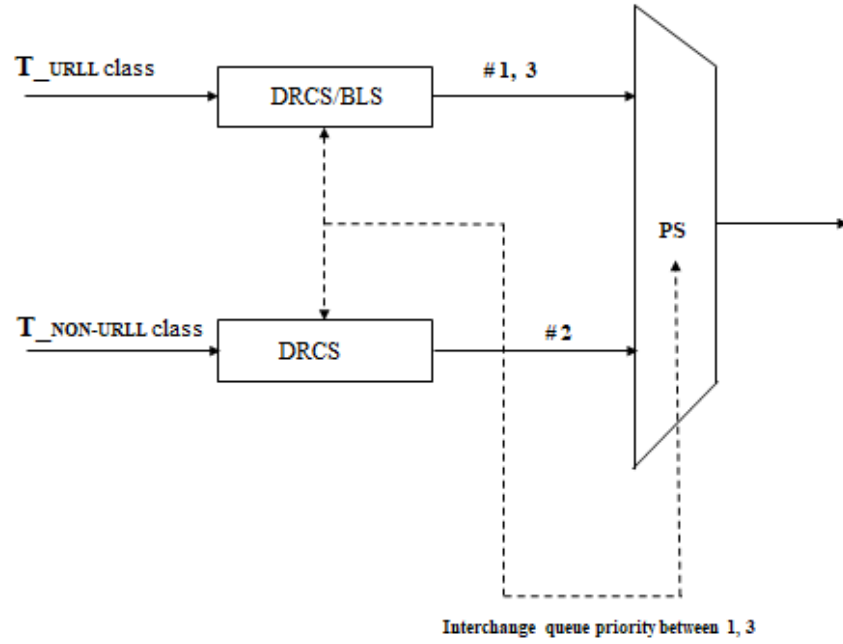 T_URLL class
DRCS/BLS
#1, 3
PS
T_NON-URLL class
DRCS
#2
Interchange queue priority between 1, 3